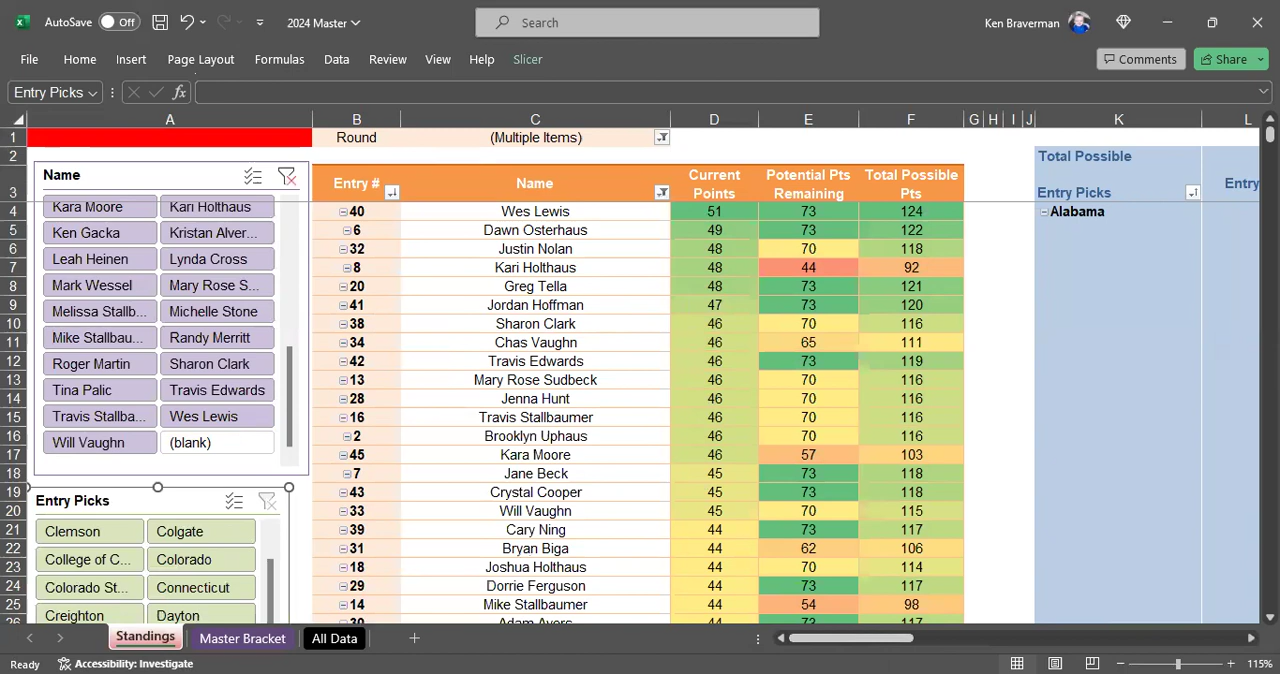 AutoSave Off 2024 Master Search Ken Braverman
File Home Insert Page Layout Formulas Data Review View Help Slicer Comments Share
Entry Picks fx
A B C D E F G H I J K L
1 Round (Multiple Items)
2 Total Possible
3 Entry # Name Current Points Potential Pts Remaining Total Possible Pts Entry Picks Entry
4 40 Wes Lewis 51 73 124 Alabama
5 6 Dawn Osterhaus 49 73 122
6 32 Justin Nolan 48 70 118
7 8 Kari Holthaus 48 44 92
8 20 Greg Tella 48 73 121
9 41 Jordan Hoffman 47 73 120
10 38 Sharon Clark 46 70 116
11 34 Chas Vaughn 46 65 111
12 42 Travis Edwards 46 73 119
13 13 Mary Rose Sudbeck 46 70 116
14 28 Jenna Hunt 46 70 116
15 16 Travis Stallbaumer 46 70 116
16 2 Brooklyn Uphaus 46 70 116
17 45 Kara Moore 46 57 103
18 7 Jane Beck 45 73 118
19 43 Crystal Cooper 45 73 118
20 33 Will Vaughn 45 70 115
21 39 Cary Ning 44 73 117
22 31 Bryan Biga 44 62 106
23 18 Joshua Holthaus 44 70 114
24 29 Dorrie Ferguson 44 73 117
25 14 Mike Stallbaumer 44 54 98
26 30 Adam Ayers 44 73 117
Name
Kara Moore Kari Holthaus
Ken Gacka Kristan Alver...
Leah Heinen Lynda Cross
Mark Wessel Mary Rose S...
Melissa Stallb... Michelle Stone
Mike Stallbau... Randy Merritt
Roger Martin Sharon Clark
Tina Palic Travis Edwards
Travis Stallba... Wes Lewis
Will Vaughn (blank)
Entry Picks
Clemson Colgate
College of C... Colorado
Colorado St... Connecticut
Creighton Dayton
Standings Master Bracket All Data
Ready Accessibility: Investigate 115%